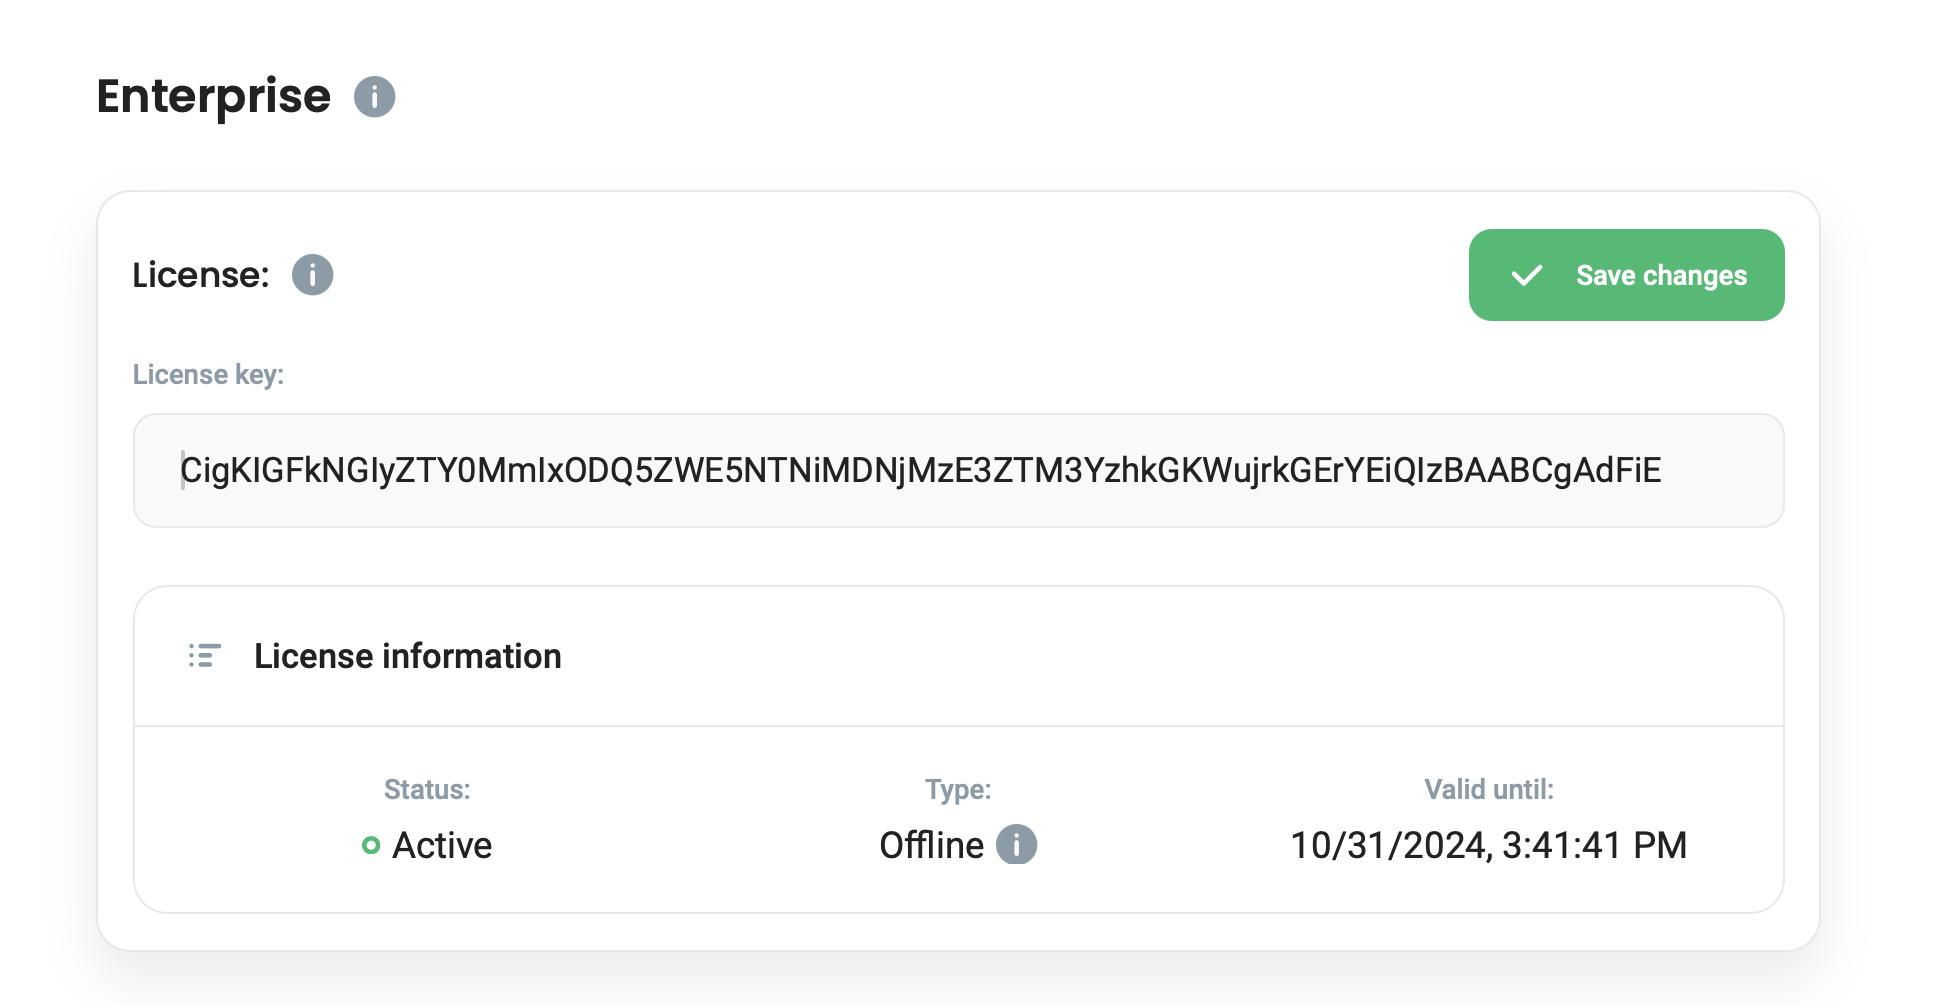 Enterprise
License:
Save changes
License key:
CigKIGFkNGIyZTY0MmIxODQ5ZWE5NTNiMDNjMzE3ZTM3YzhkGKWujrkGErYEiQIzBAABCgAdFiE
License information
Status:
Type:
Valid until:
Active
Offline
10/31/2024, 3:41:41 PM